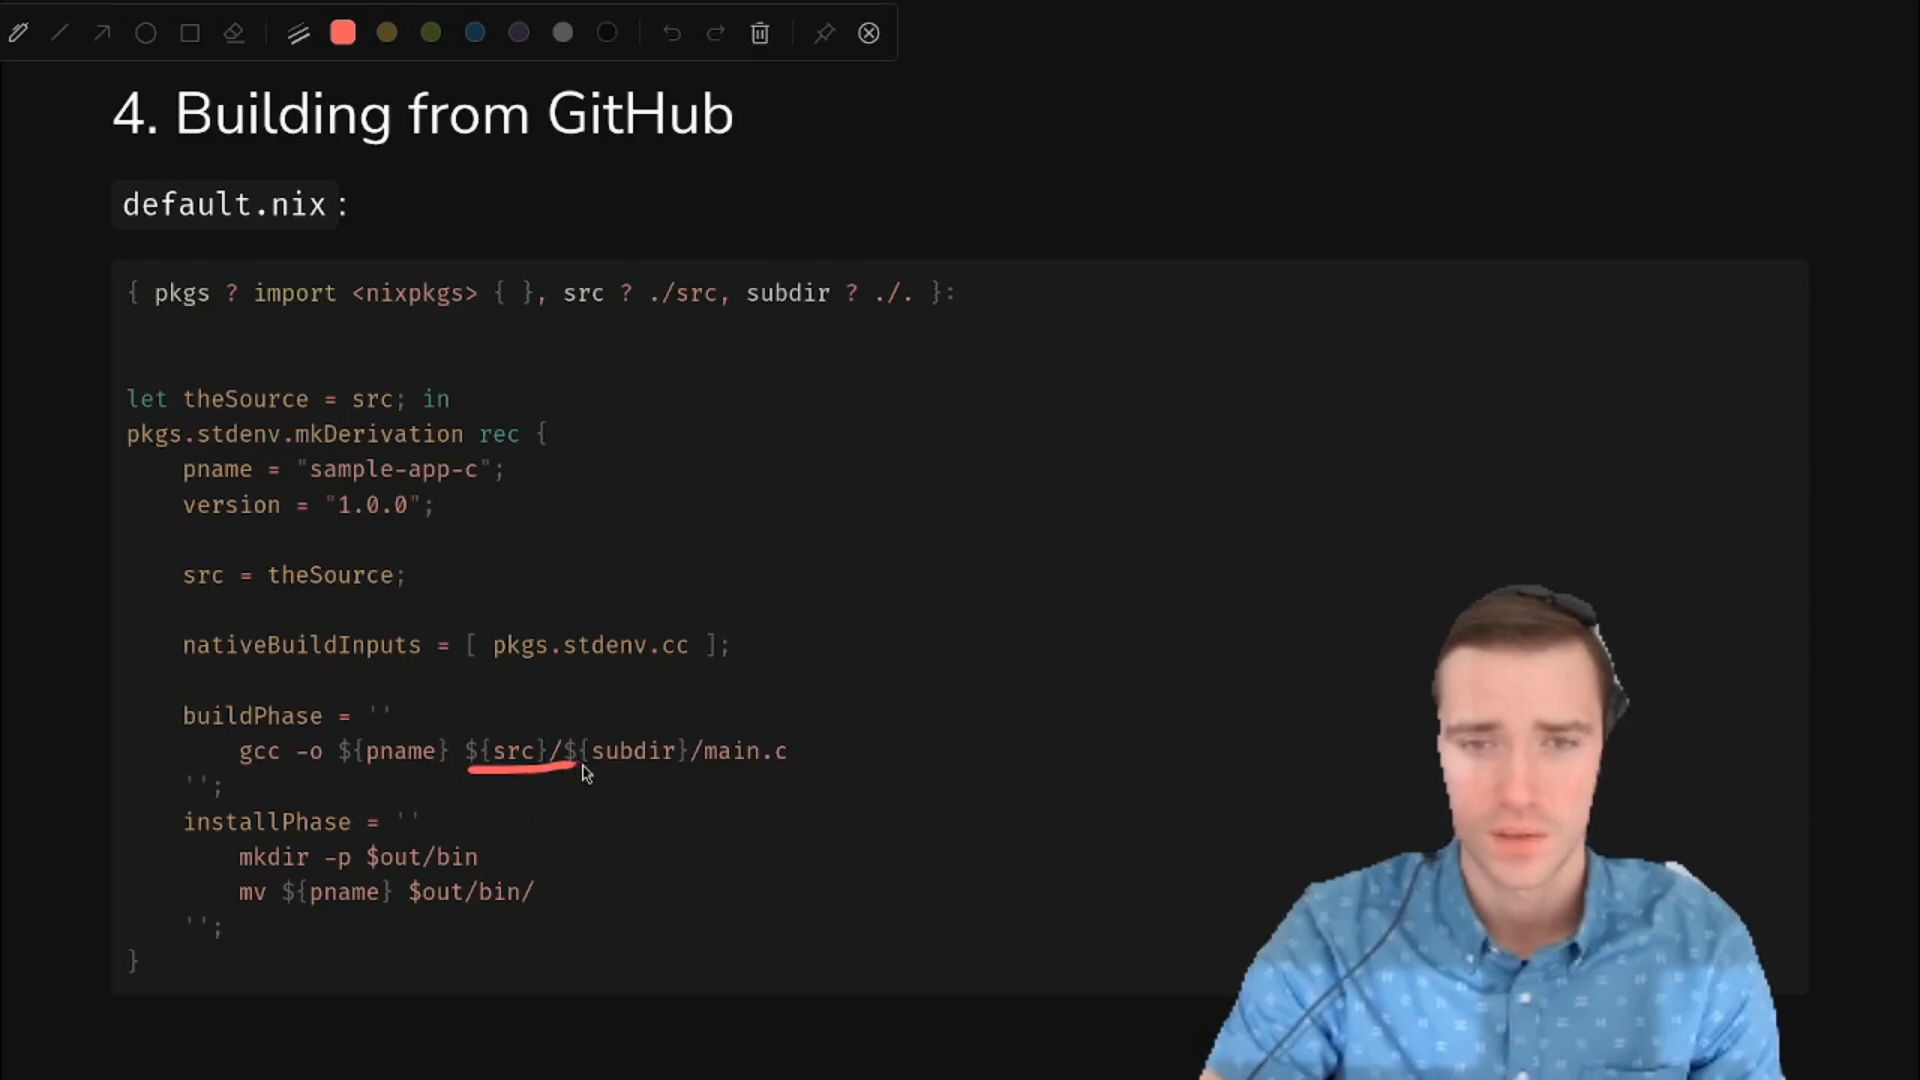 4. Building from GitHub
default.nix:
{ pkgs ? import <nixpkgs> { }, src ? ./src, subdir ? ./. }:
let theSource = src; in
pkgs.stdenv.mkDerivation rec {
pname = "sample-app-c";
version = "1.0.0";
src = theSource;
nativeBuildInputs = [ pkgs.stdenv.cc ];
buildPhase = ''
gcc -o ${pname} ${src}/${subdir}/main.c
'';
installPhase = ''
mkdir -p $out/bin
mv ${pname} $out/bin/
'';
}